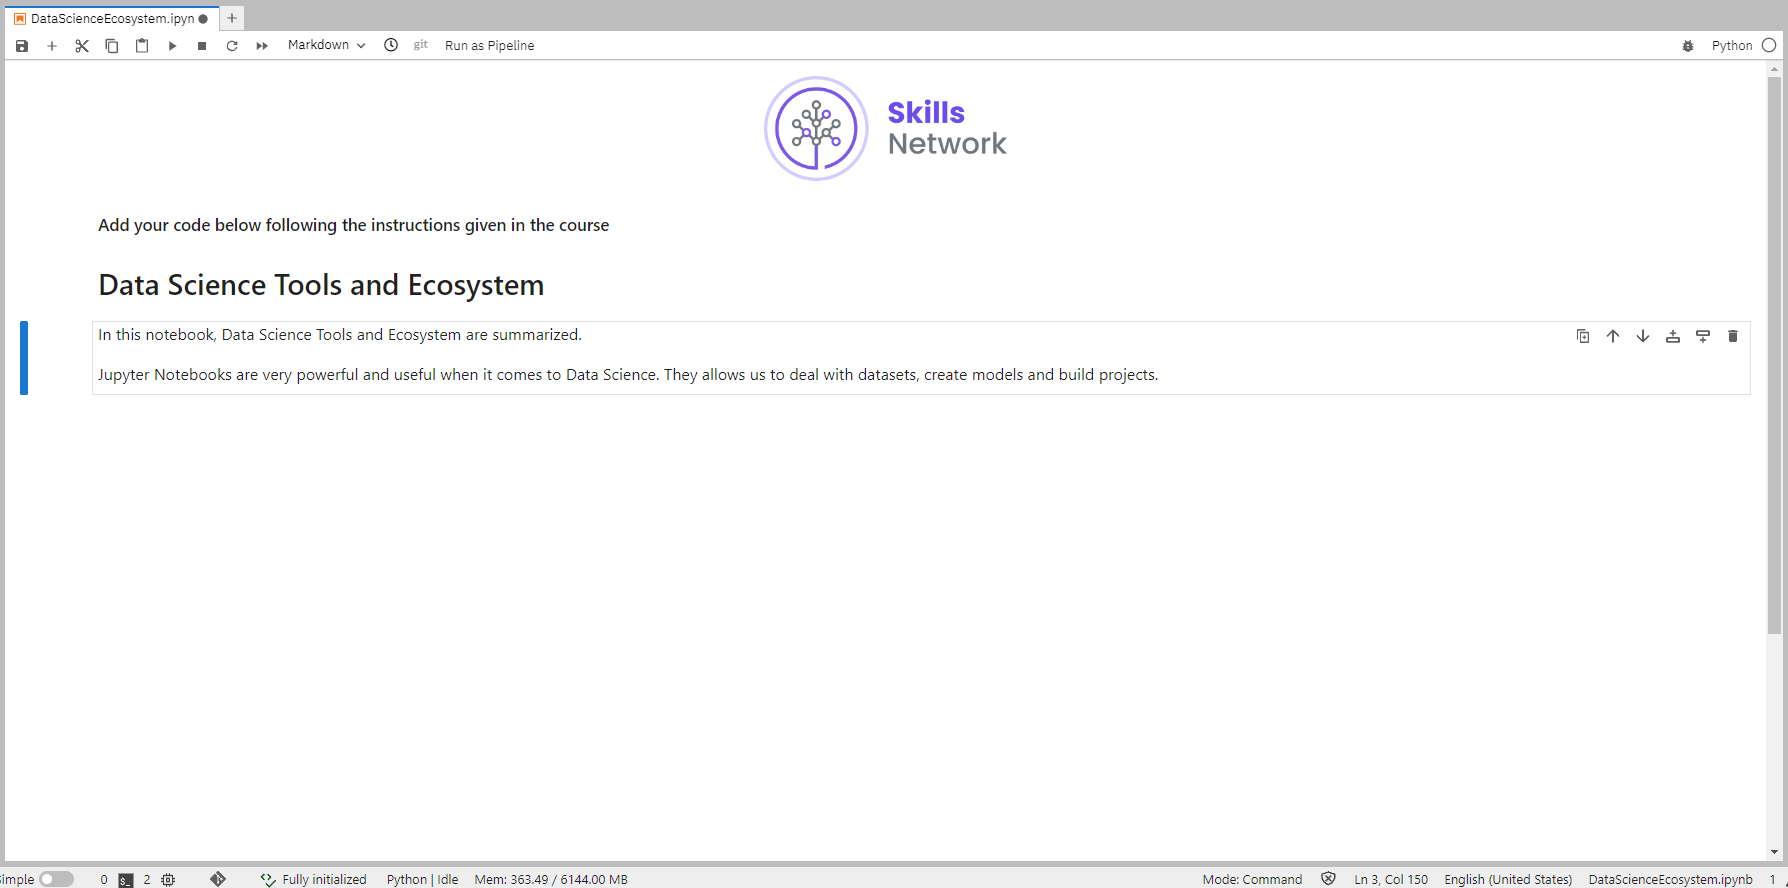 DataScienceEcosystem.ipyn
Markdown git Run as Pipeline Python
Skills
Network
Add your code below following the instructions given in the course
Data Science Tools and Ecosystem
In this notebook, Data Science Tools and Ecosystem are summarized.
Jupyter Notebooks are very powerful and useful when it comes to Data Science. They allows us to deal with datasets, create models and build projects.
imple 0 $_ 2 Fully initialized Python | Idle Mem: 363.49 / 6144.00 MB Mode: Command Ln 3, Col 150 English (United States) DataScienceEcosystem.ipynb 1